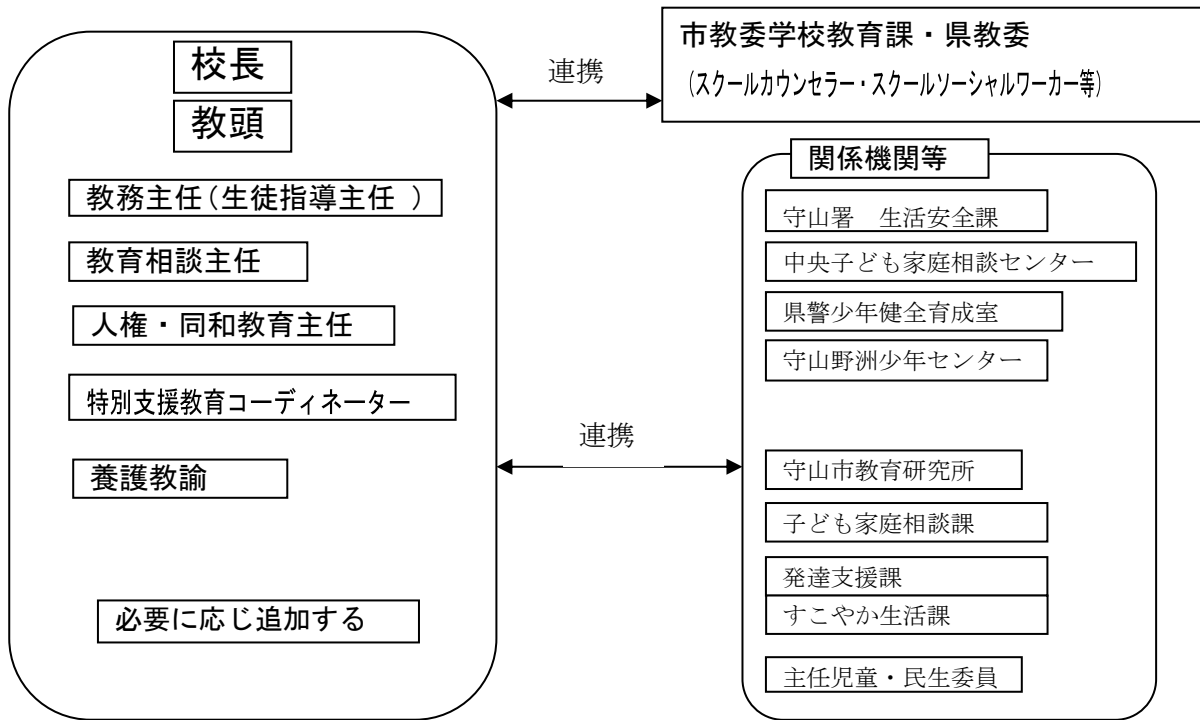 校長
教頭
教務主任(生徒指導主任 )
教育相談主任
人権・同和教育主任
特別支援教育コーディネーター
養護教諭
必要に応じ追加する
連携
市教委学校教育課・県教委
(スクールカウンセラー・スクールソーシャルワーカー等)
連携
関係機関等
守山署 生活安全課
中央子ども家庭相談センター
県警少年健全育成室
守山野洲少年センター
守山市教育研究所
子ども家庭相談課
発達支援課
すこやか生活課
主任児童・民生委員